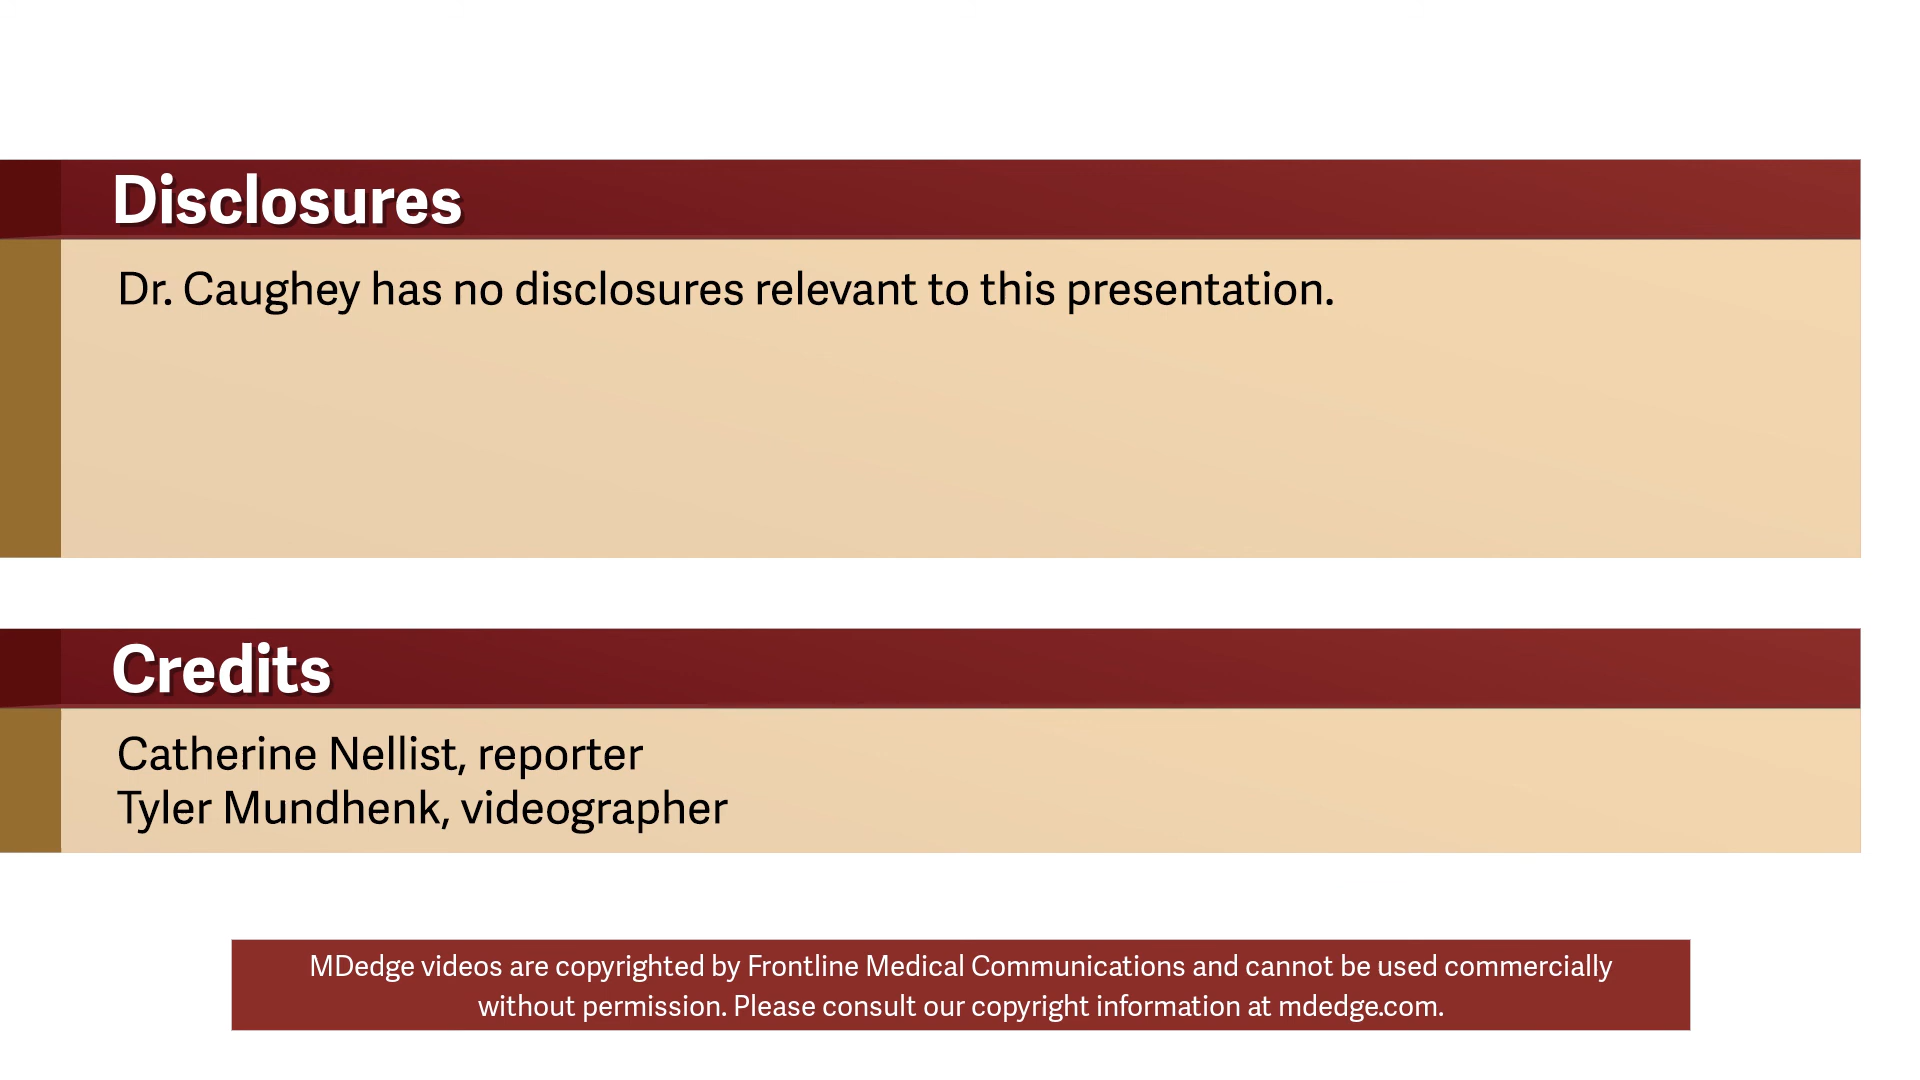 Disclosures
Dr. Caughey has no disclosures relevant to this presentation.
Credits
Catherine Nellist, reporter
Tyler Mundhenk, videographer
MDedge videos are copyrighted by Frontline Medical Communications and cannot be used commercially
without permission. Please consult our copyright information at mdedge.com.